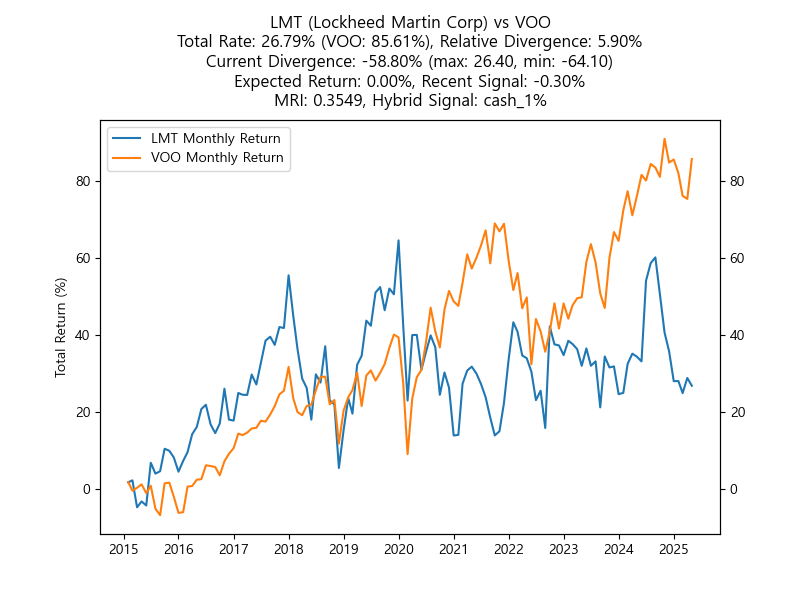 LMT (Lockheed Martin Corp) vs VOO
Total Rate: 26.79% (VOO: 85.61%), Relative Divergence: 5.90%
Current Divergence: -58.80% (max: 26.40, min: -64.10)
Expected Return: 0.00%, Recent Signal: -0.30%
MRI: 0.3549, Hybrid Signal: cash_1%
LMT Monthly Return
VOO Monthly Return
Total Return (%)
80 80
60 60
40 40
20 20
0 0
2015 2016 2017 2018 2019 2020 2021 2022 2023 2024 2025